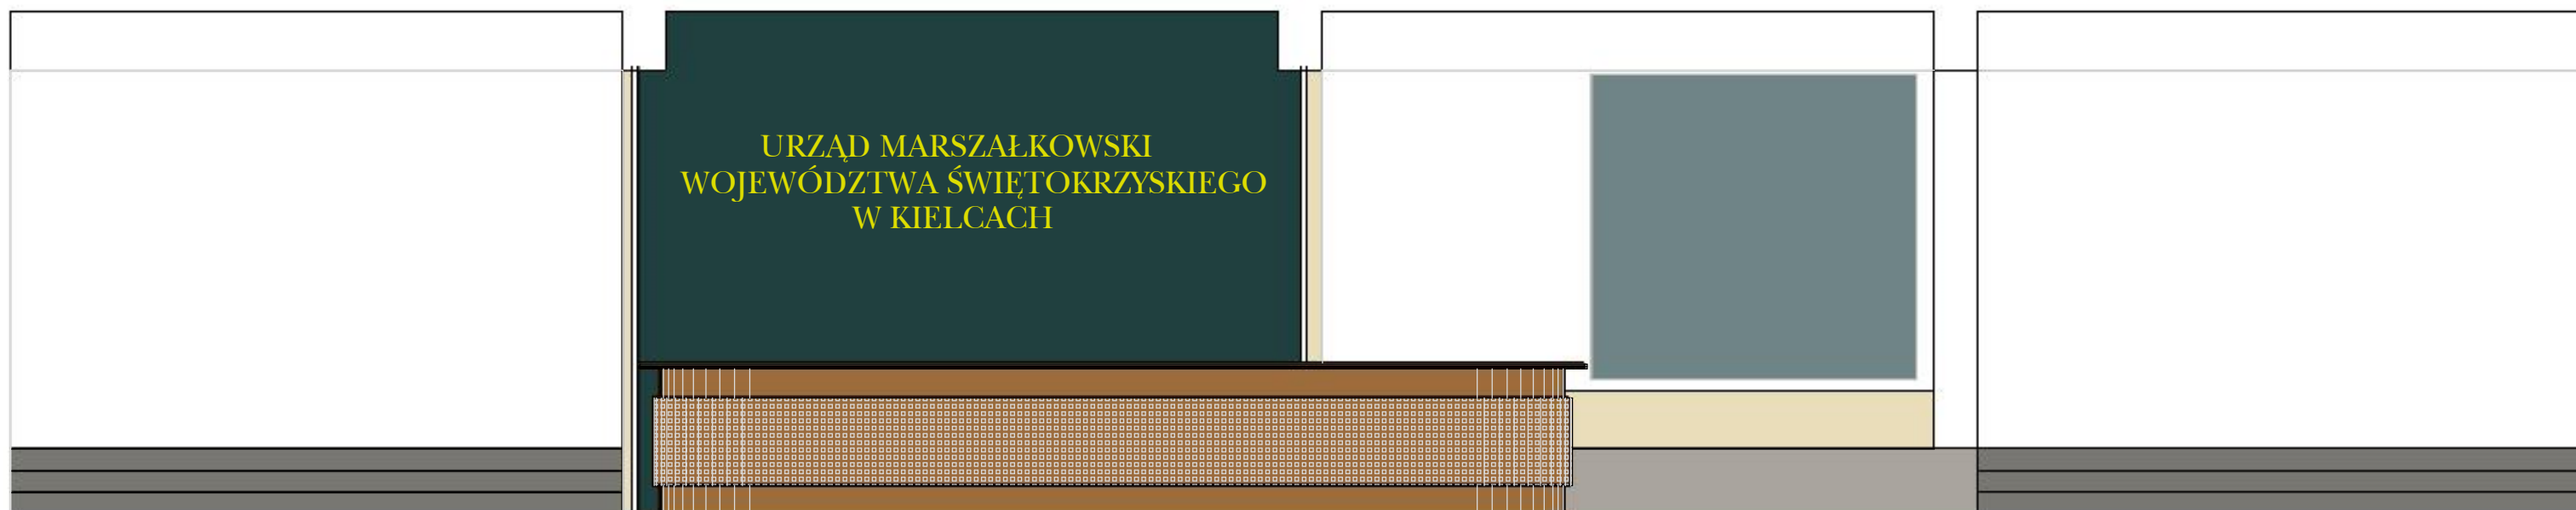 URZĄD MARSZAŁKOWSKI
WOJEWÓDZTWA ŚWIĘTOKRZYSKIEGO
W KIELCACH